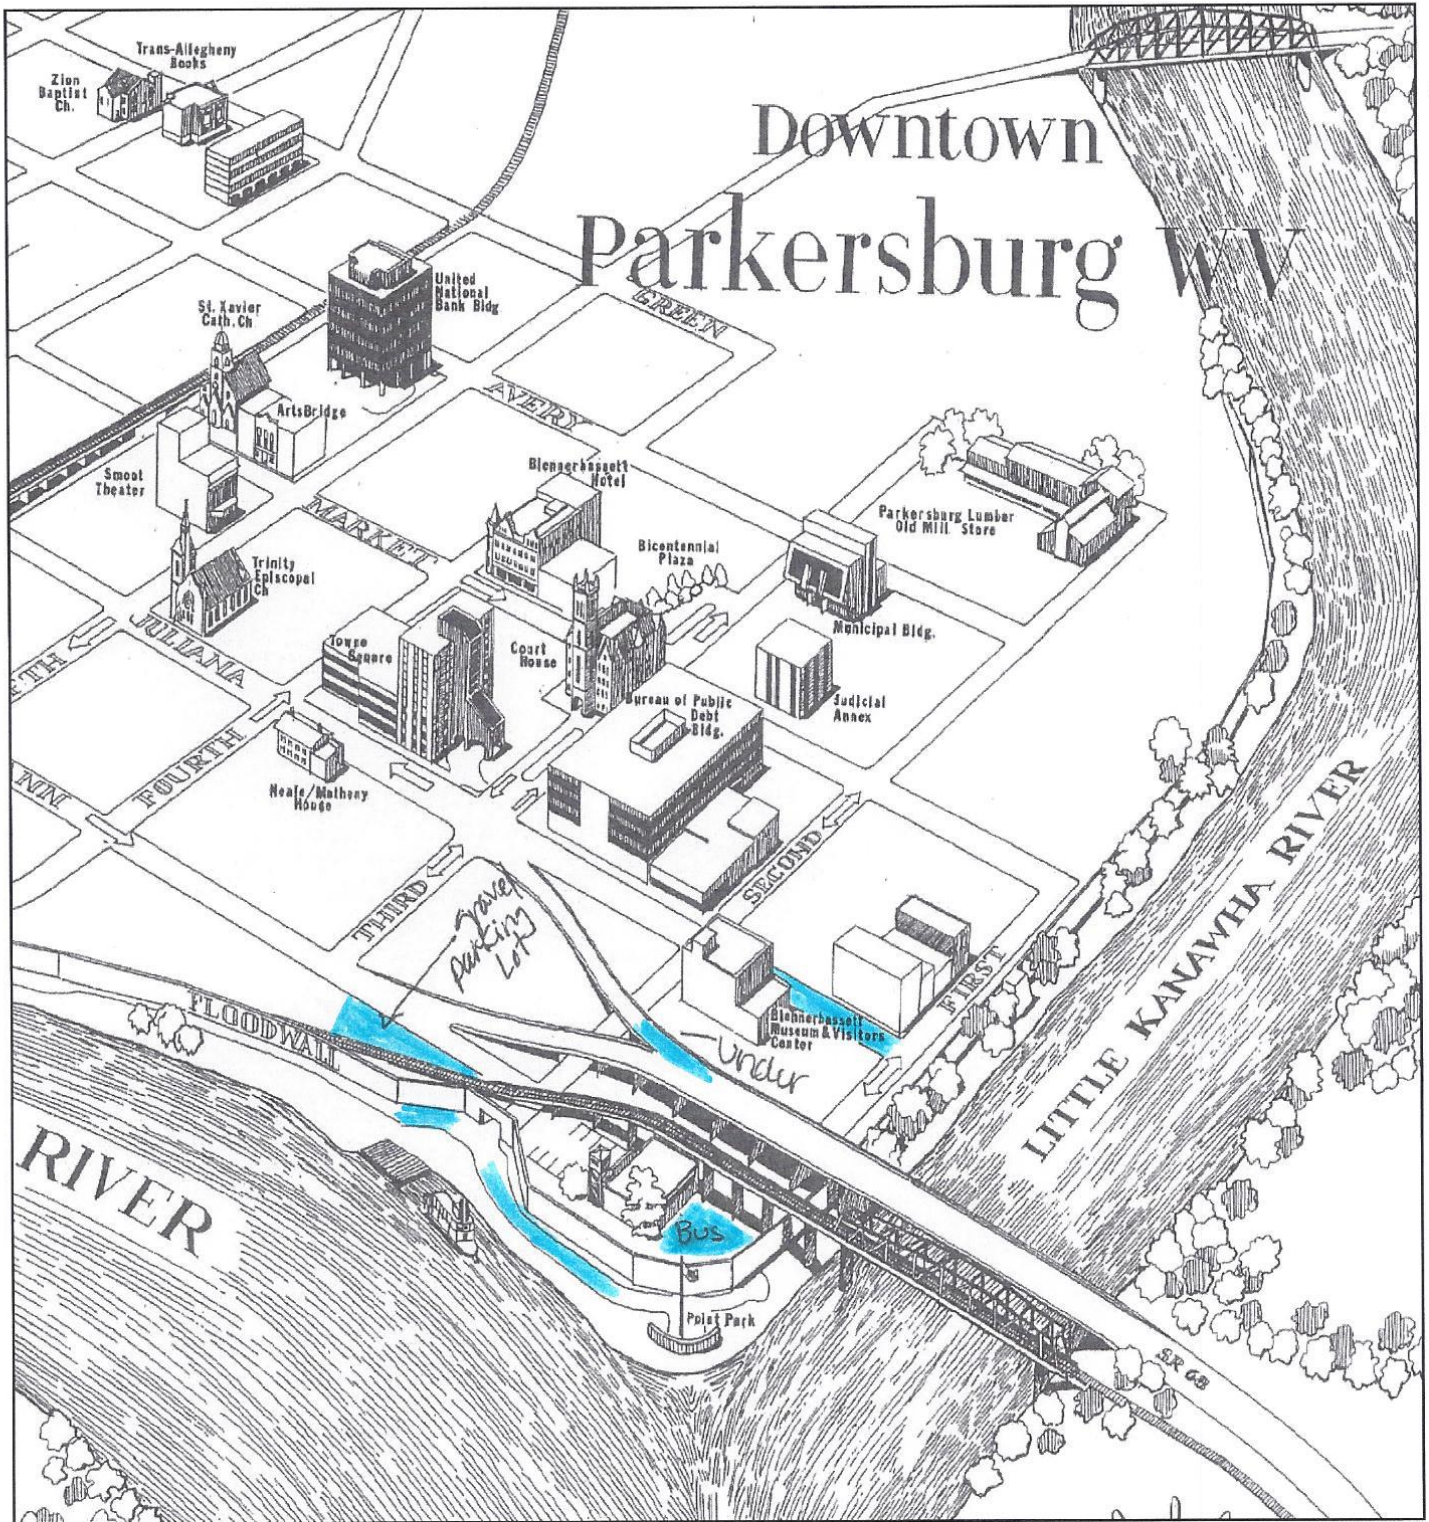 Trans-Allegheny
Books
Zion
Baptist
Ch.
Downtown
Parkersburg WV
United
National
Bank Bldg
GREEN
St. Xavier
Cath. Ch
ArtsBridge
AVERY
Smoot
Theater
Blennerhassett
Hotel
Parkersburg Lumber
Old Mill Store
MARKET
Bicentennial
Plaza
Trinity
Episcopal
Ch
Municipal Bldg.
JULIANA
Tower
Square
Court
House
FTH
Bureau of Public
Debt
Bldg.
Judicial
Annex
FOURTH
NN
Neale/Matheny
House
SECOND
THIRD
Gravel
parking
Lot
FIRST
LITTLE KANAWHA RIVER
FLOODWALL
Blennerhassett
Museum & Visitors
Center
Under
RIVER
Bus
Point Park
SR 68